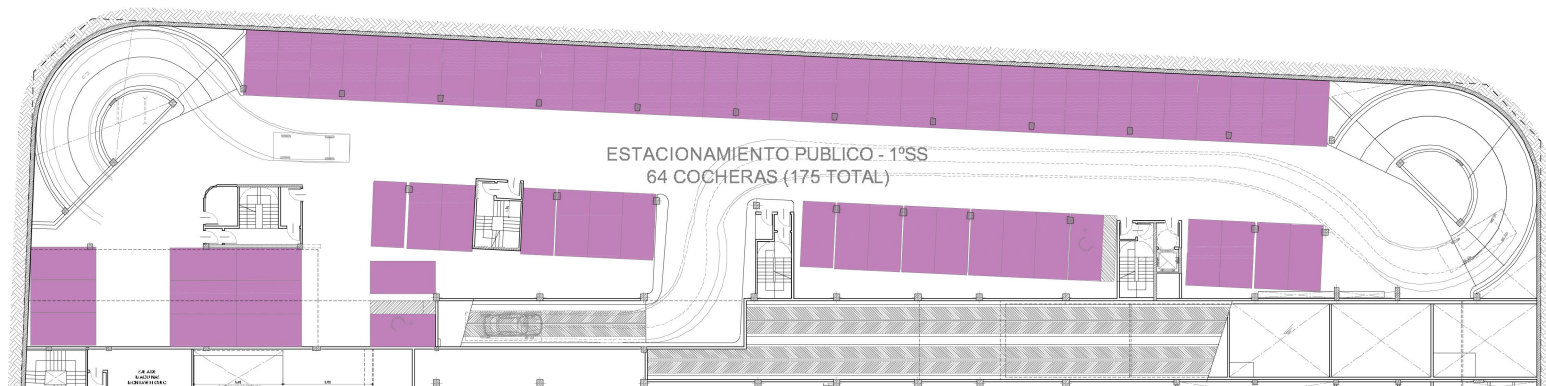 ESTACIONAMIENTO PUBLICO - 1ºSS
64 COCHERAS (175 TOTAL)